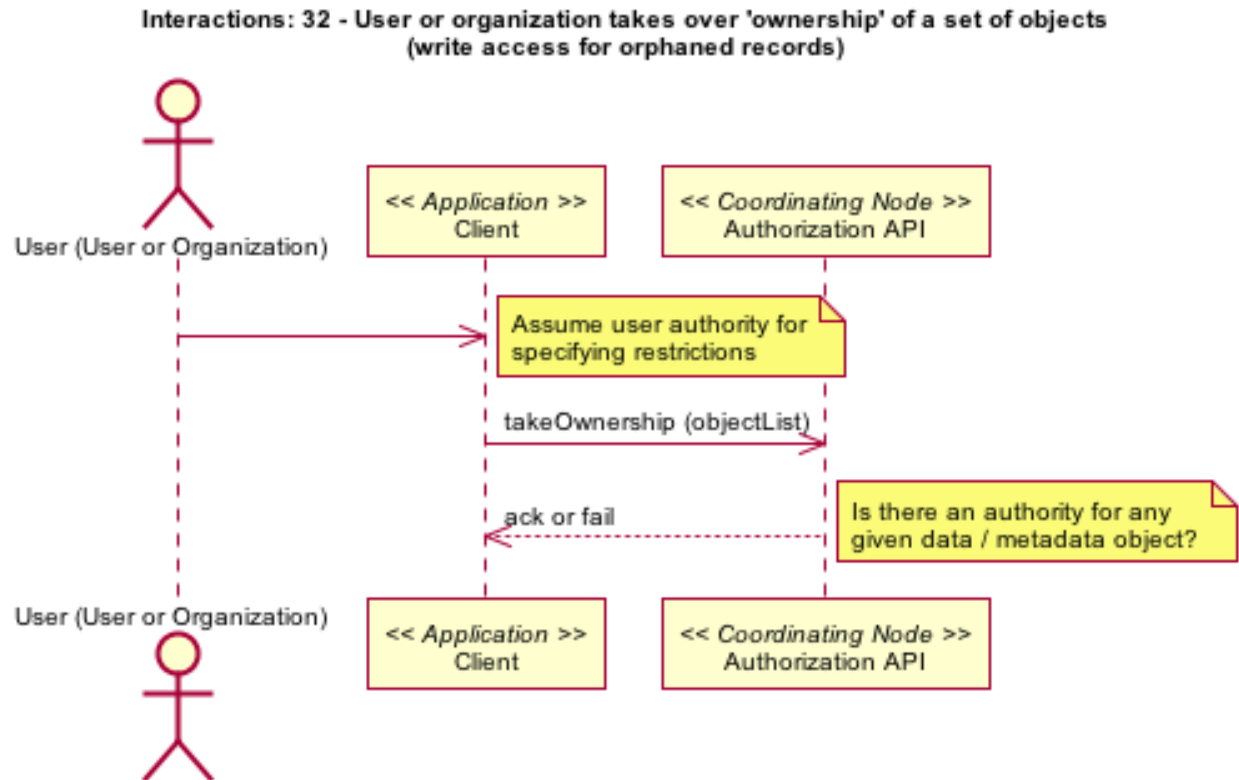 Interactions: 32 - User or organization takes over 'ownership' of a set of objects
(write access for orphaned records)
<< Application >>
Client
<< Coordinating Node >>
Authorization API
User (User or Organization)
Assume user authority for
specifying restrictions
takeOwnership (objectList)
ack or fail
Is there an authority for any
given data / metadata object?
User (User or Organization)
<< Application >>
Client
<< Coordinating Node >>
Authorization API